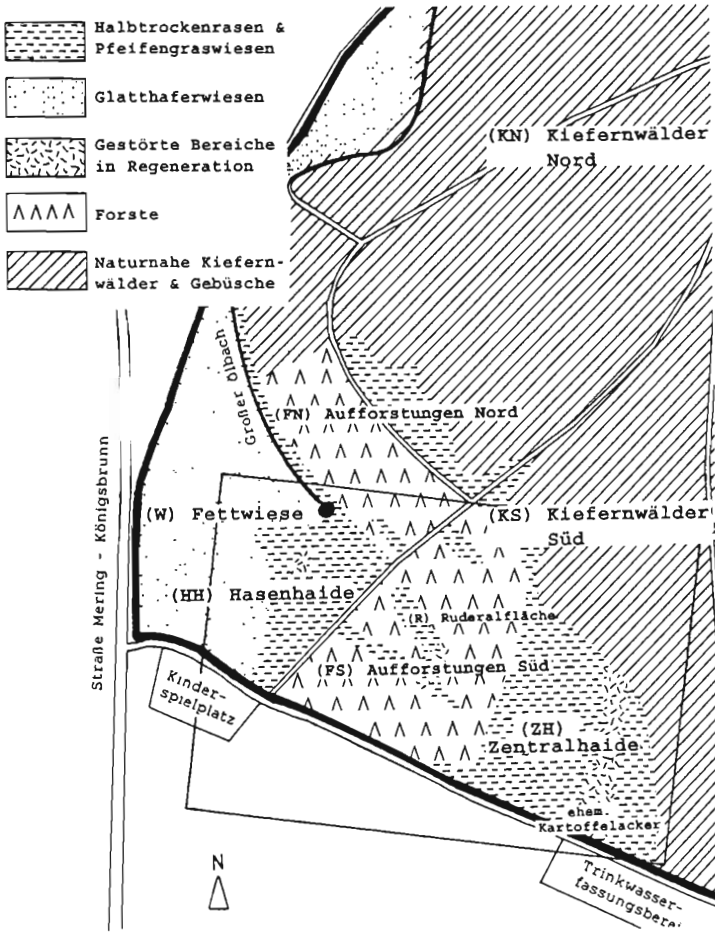 Halbtrockenrasen &
Pfeifengraswiesen
Glatthaferwiesen
Gestörte Bereiche
in Regeneration
Forste
Naturnahe Kiefern-
wälder & Gebüsche
(KN) Kiefernwälder
Nord
Großer Ölbach
(FN) Aufforstungen Nord
(W) Fettwiese
(KS) Kiefernwälder
Süd
(HH) Hasenhaide
(R) Ruderalfläche
(FS) Aufforstungen Süd
(ZH)
Zentralhaide
Straße Mering - Königsbrunn
Kinder-
spielplatz
ehem.
Kartoffelacker
Trinkwasser-
fassungsberei
N